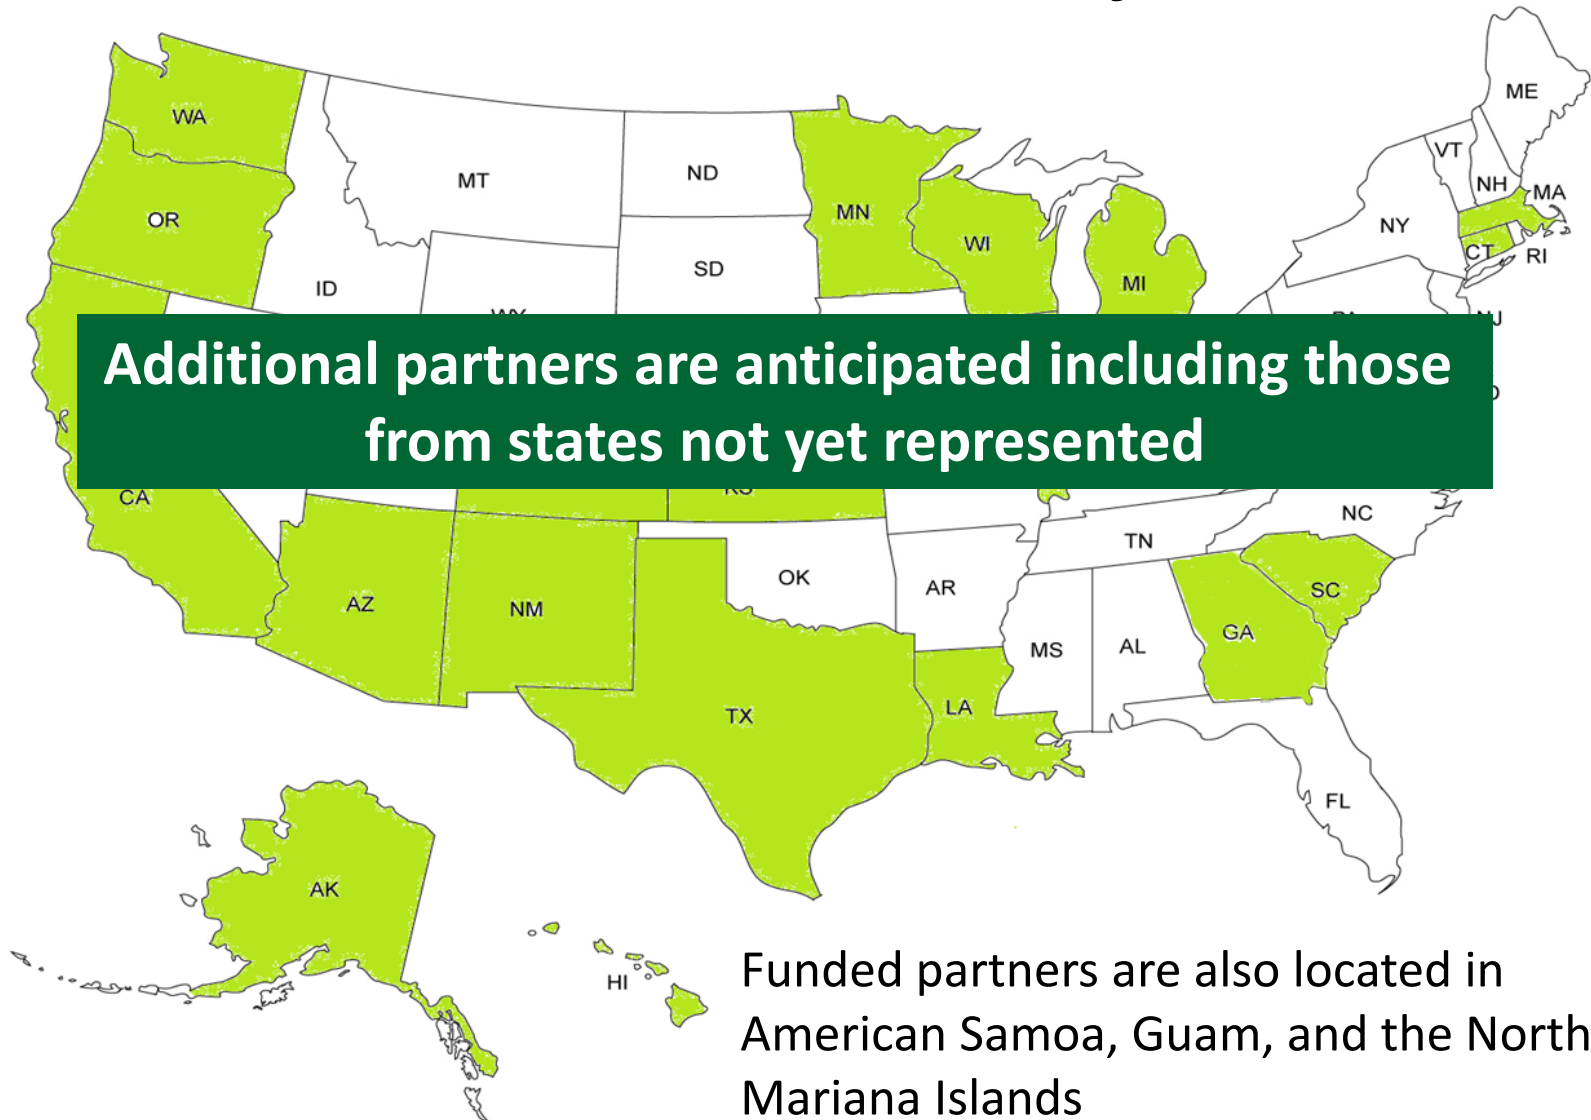 ME
WA
VT
MT
ND
NH
MA
OR
MN
NY
WI
CT
RI
SD
MI
ID
Additional partners are anticipated including those
from states not yet represented
CA
NC
TN
OK
AR
AZ
NM
SC
GA
MS
AL
LA
TX
FL
AK
HI
Funded partners are also located in
American Samoa, Guam, and the North
Mariana Islands